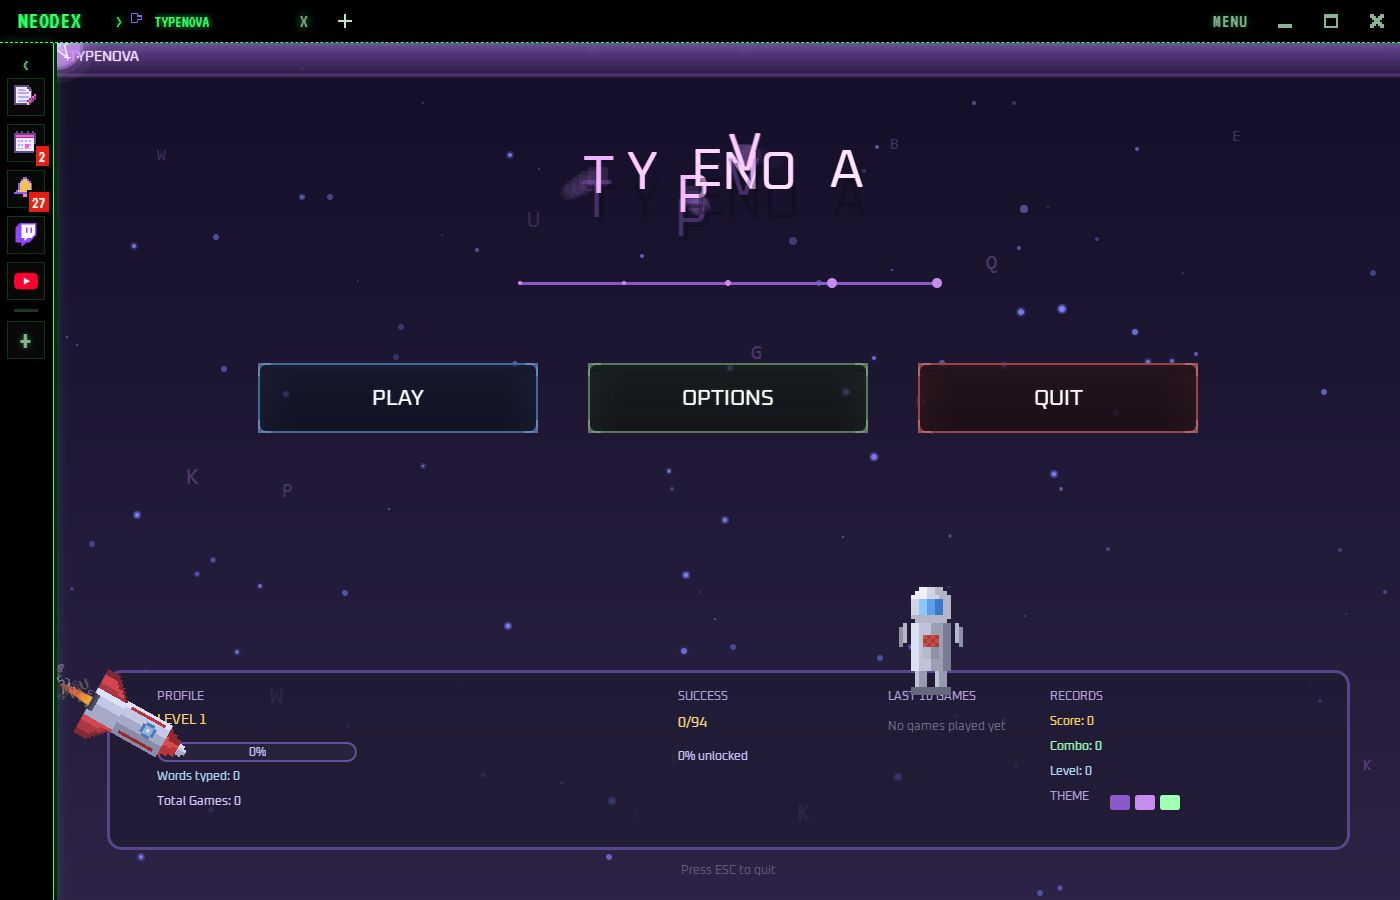 NEODEX
TYPENOVA
X
MENU
2
27
TYPENOVA
W
B
E
T Y P E N O V A
U
Q
G
PLAY
OPTIONS
QUIT
K
P
PROFILE
W
SUCCESS
LAST 10 GAMES
RECORDS
LEVEL 1
0/94
No games played yet
Score: 0
0%
0% unlocked
Combo: 0
Words typed: 0
Level: 0
K
Total Games: 0
THEME
K
Press ESC to quit